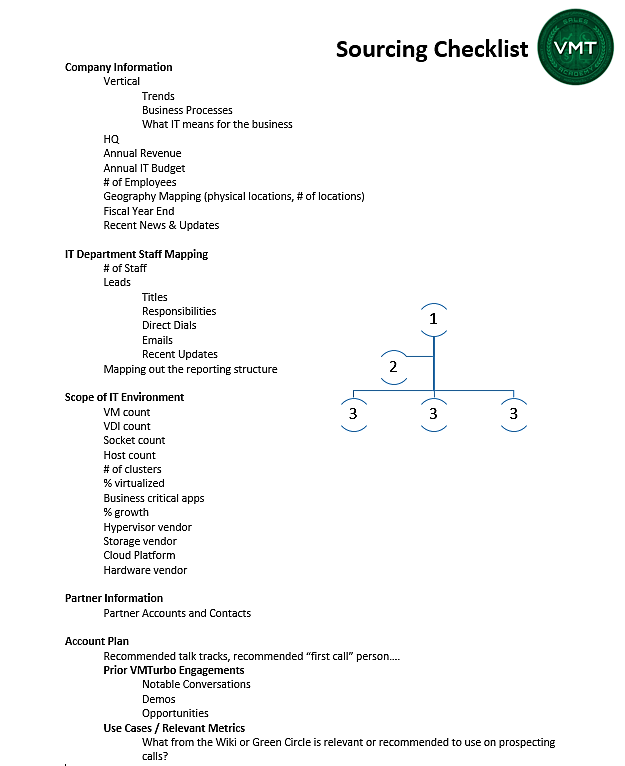 Sourcing Checklist
SALES
VMT
ACADEMY
Company Information
Vertical
Trends
Business Processes
What IT means for the business
HQ
Annual Revenue
Annual IT Budget
# of Employees
Geography Mapping (physical locations, # of locations)
Fiscal Year End
Recent News & Updates
IT Department Staff Mapping
# of Staff
Leads
Titles
Responsibilities
Direct Dials
Emails
Recent Updates
Mapping out the reporting structure
1
2
3
3
3
Scope of IT Environment
VM count
VDI count
Socket count
Host count
# of clusters
% virtualized
Business critical apps
% growth
Hypervisor vendor
Storage vendor
Cloud Platform
Hardware vendor
Partner Information
Partner Accounts and Contacts
Account Plan
Recommended talk tracks, recommended “first call” person....
Prior VMTurbo Engagements
Notable Conversations
Demos
Opportunities
Use Cases / Relevant Metrics
What from the Wiki or Green Circle is relevant or recommended to use on prospecting
calls?